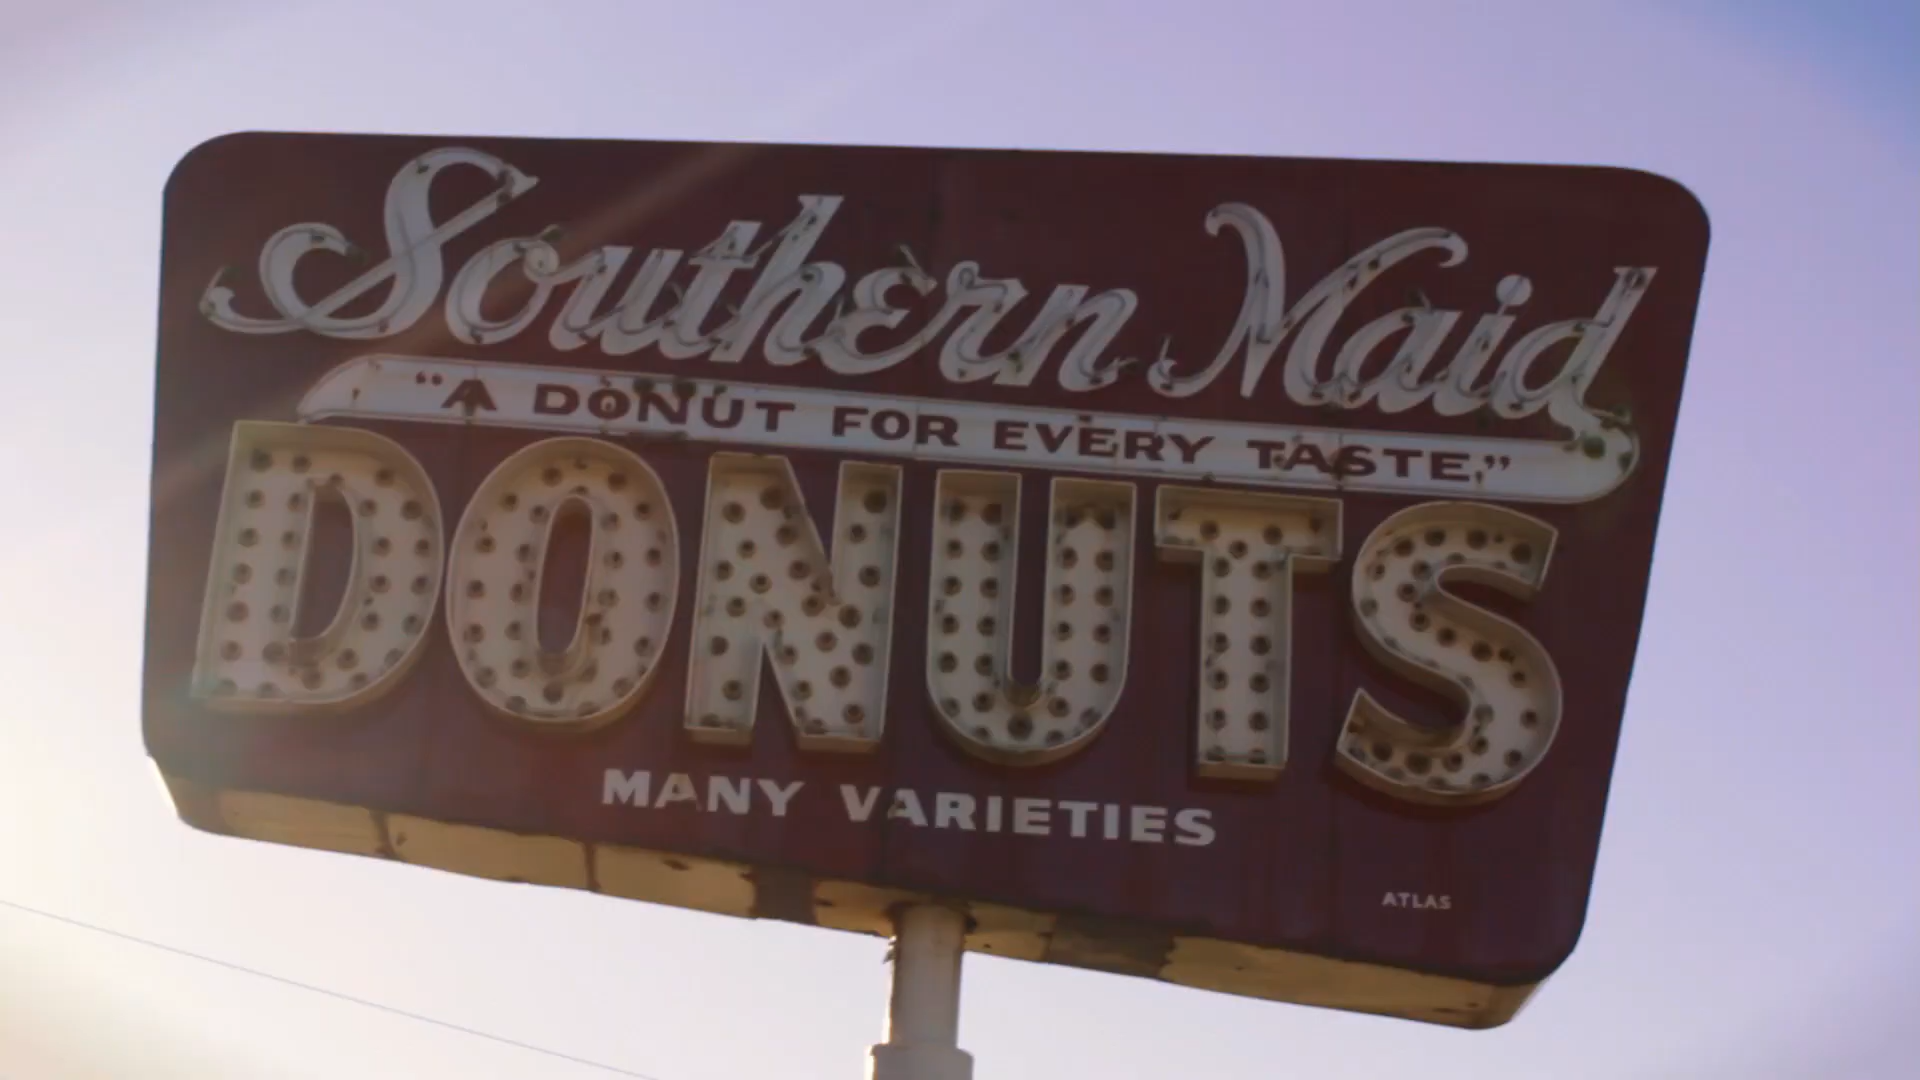 Southern Maid
“A DONUT FOR EVERY TASTE.”
DONUTS
MANY VARIETIES
ATLAS